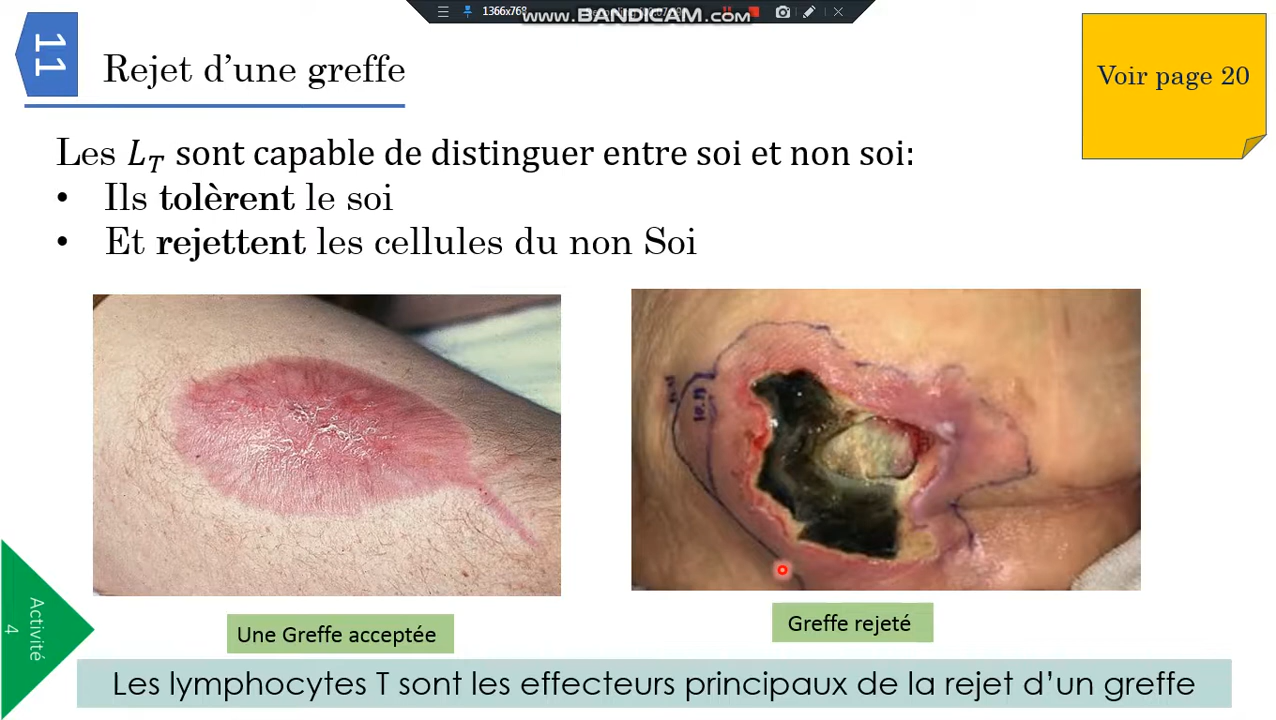 1366x768
www.BANDICAM.com
11
Rejet d'une greffe
Voir page 20
Les L_T sont capable de distinguer entre soi et non soi:
• Ils tolèrent le soi
• Et rejettent les cellules du non Soi
Une Greffe acceptée
Greffe rejeté
Activité
4
Les lymphocytes T sont les effecteurs principaux de la rejet d'un greffe